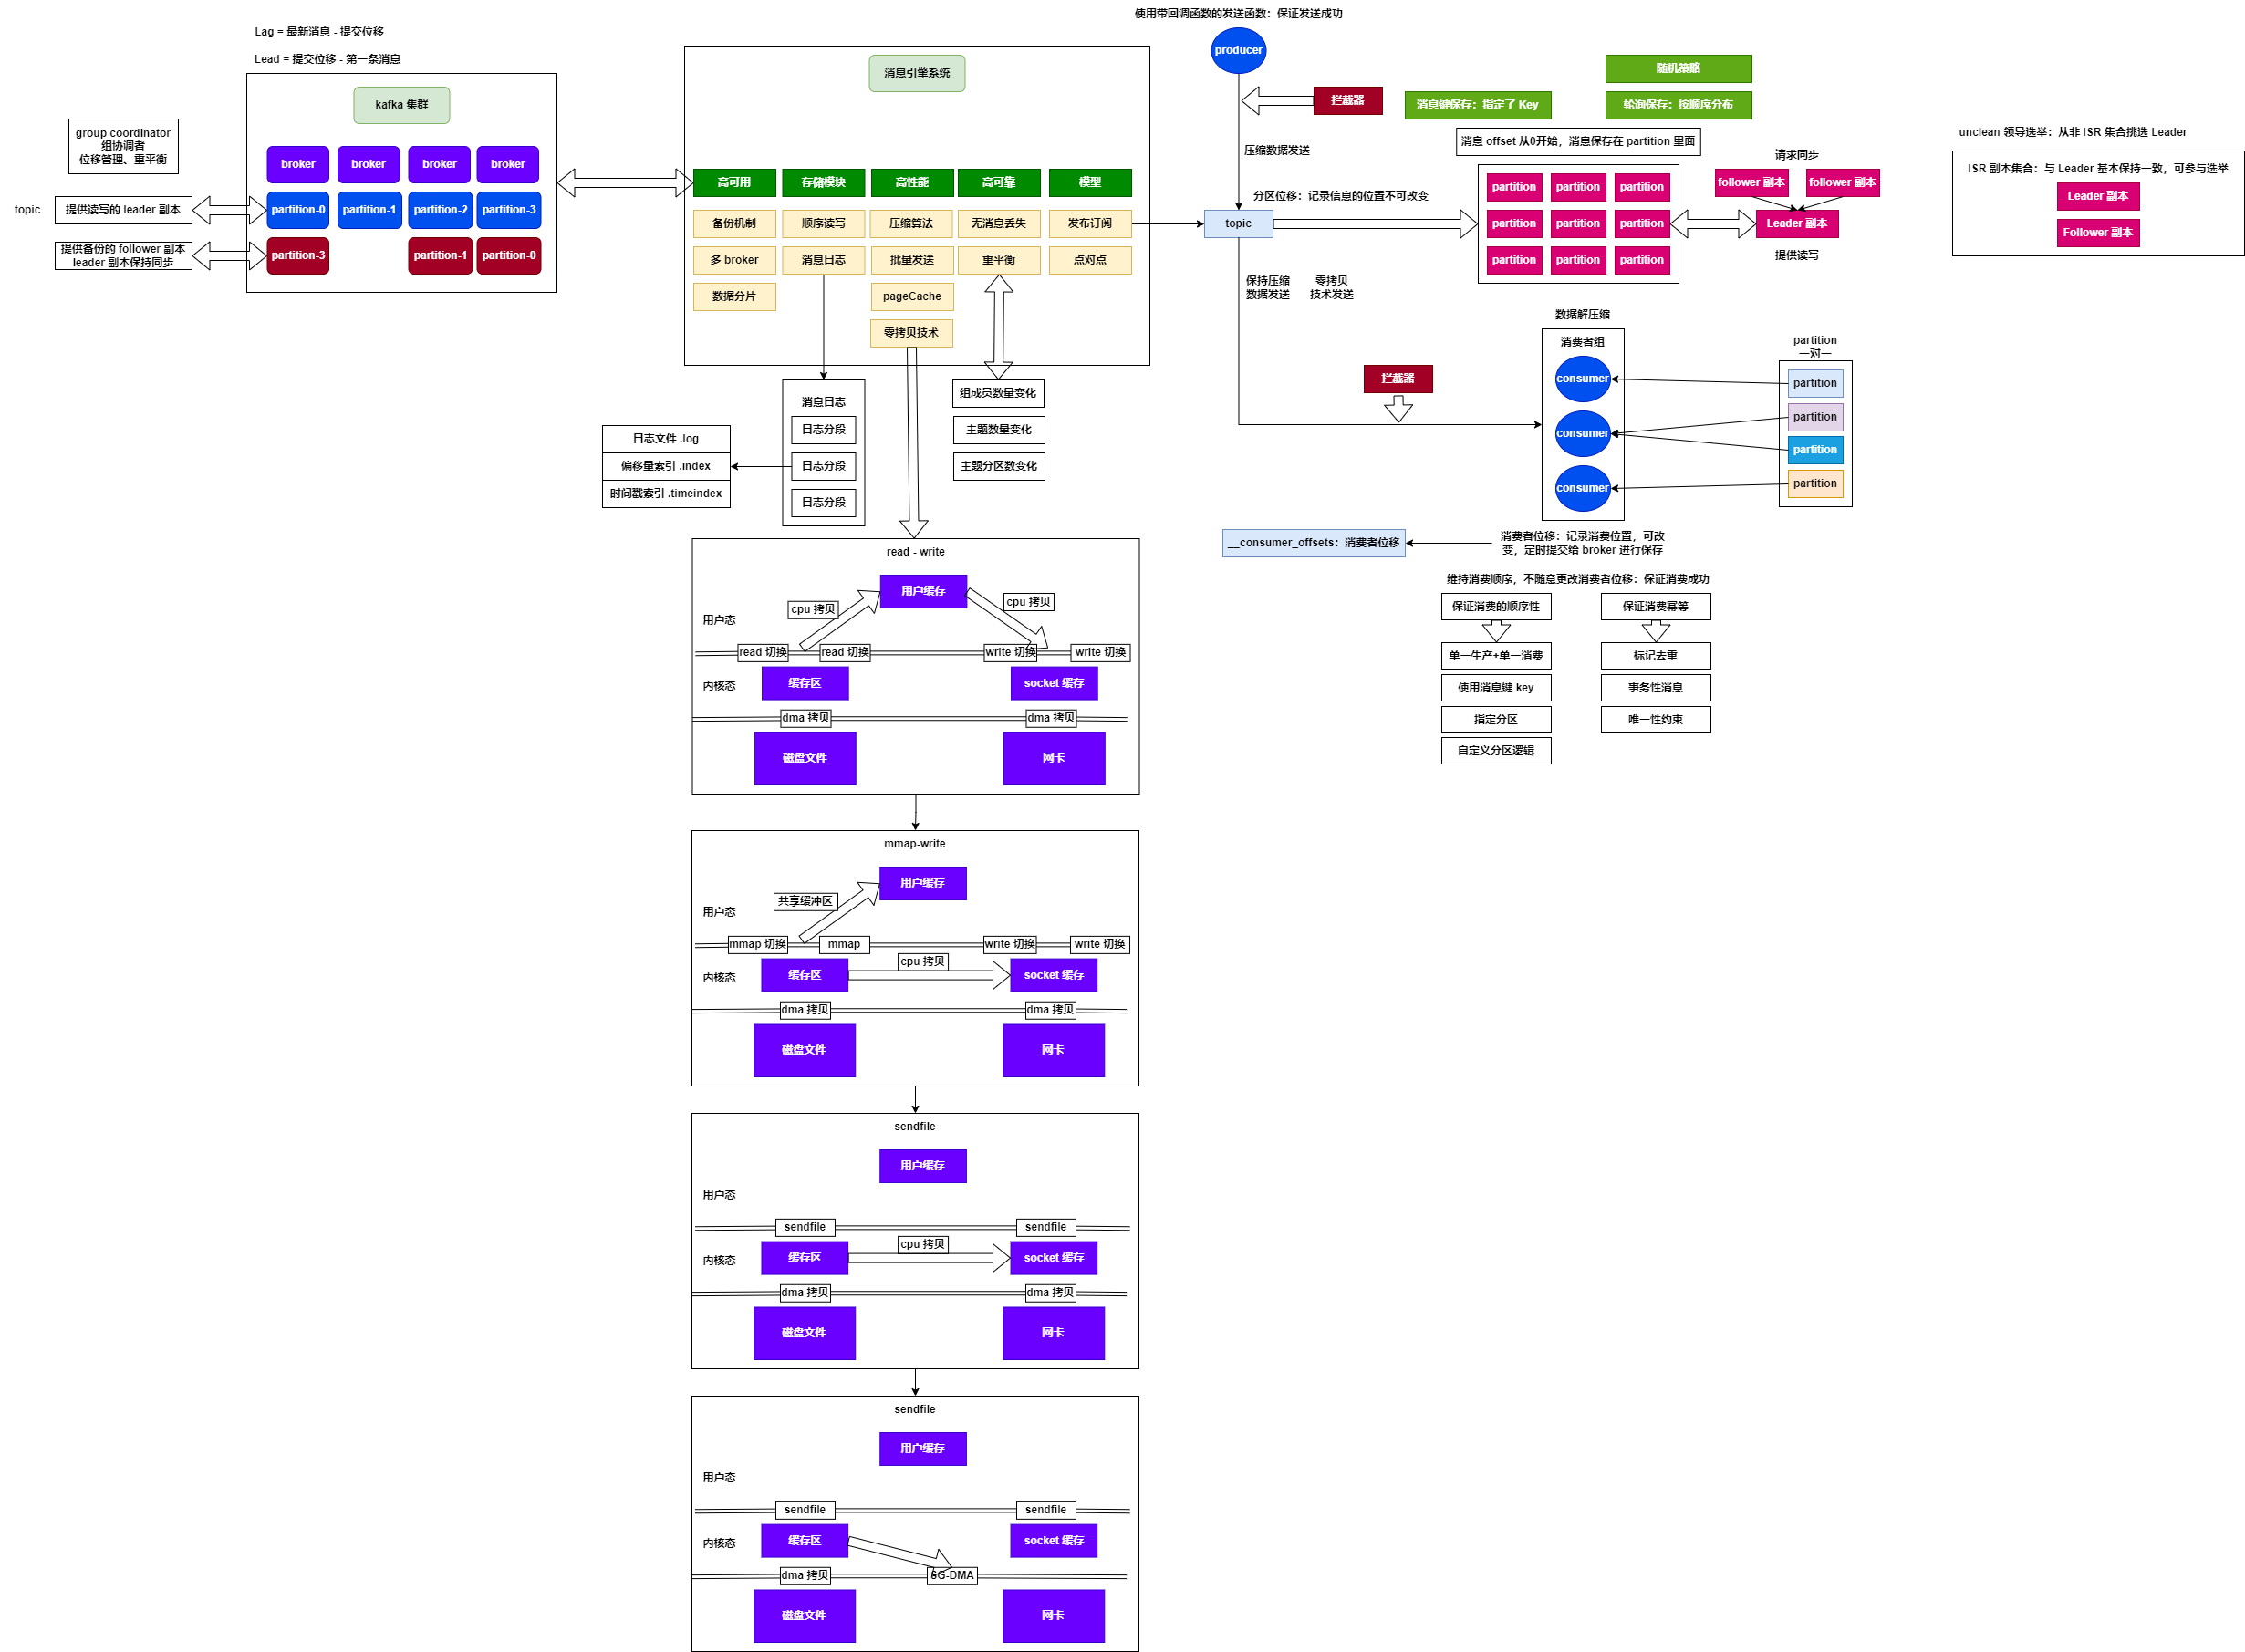 Lag = 最新消息 - 提交位移
Lead = 提交位移 - 第一条消息
kafka 集群
group coordinator
组协调者
位移管理、重平衡
broker
broker
broker
broker
topic
提供读写的 leader 副本
partition-0
partition-1
partition-2
partition-3
提供备份的 follower 副本
leader 副本保持同步
partition-3
partition-1
partition-0
消息引擎系统
高可用
存储模块
高性能
高可靠
模型
备份机制
顺序读写
压缩算法
无消息丢失
发布订阅
多 broker
消息日志
批量发送
重平衡
点对点
数据分片
pageCache
零拷贝技术
消息日志
日志分段
日志分段
日志分段
日志文件 .log
偏移量索引 .index
时间戳索引 .timeindex
组成员数量变化
主题数量变化
主题分区数变化
使用带回调函数的发送函数：保证发送成功
producer
拦截器
压缩数据发送
消息键保存：指定了 Key
随机策略
轮询保存：按顺序分布
消息 offset 从0开始，消息保存在 partition 里面
分区位移：记录信息的位置不可改变
topic
partition
partition
partition
partition
partition
partition
partition
partition
partition
请求同步
follower 副本
follower 副本
Leader 副本
提供读写
unclean 领导选举：从非 ISR 集合挑选 Leader
ISR 副本集合：与 Leader 基本保持一致，可参与选举
Leader 副本
Follower 副本
保持压缩
数据发送
零拷贝
技术发送
拦截器
数据解压缩
消费者组
consumer
consumer
consumer
partition
一对一
partition
partition
partition
partition
__consumer_offsets：消费者位移
消费者位移：记录消费位置，可改
变，定时提交给 broker 进行保存
维持消费顺序，不随意更改消费者位移：保证消费成功
保证消费的顺序性
单一生产+单一消费
使用消息键 key
指定分区
自定义分区逻辑
保证消费幂等
标记去重
事务性消息
唯一性约束
read - write
用户缓存
cpu 拷贝
cpu 拷贝
用户态
read 切换
read 切换
write 切换
write 切换
内核态
缓存区
socket 缓存
dma 拷贝
dma 拷贝
磁盘文件
网卡
mmap-write
用户缓存
共享缓冲区
用户态
mmap 切换
mmap
write 切换
write 切换
cpu 拷贝
内核态
缓存区
socket 缓存
dma 拷贝
dma 拷贝
磁盘文件
网卡
sendfile
用户缓存
用户态
sendfile
sendfile
cpu 拷贝
内核态
缓存区
socket 缓存
dma 拷贝
dma 拷贝
磁盘文件
网卡
sendfile
用户缓存
用户态
sendfile
sendfile
内核态
缓存区
socket 缓存
dma 拷贝
SG-DMA
磁盘文件
网卡